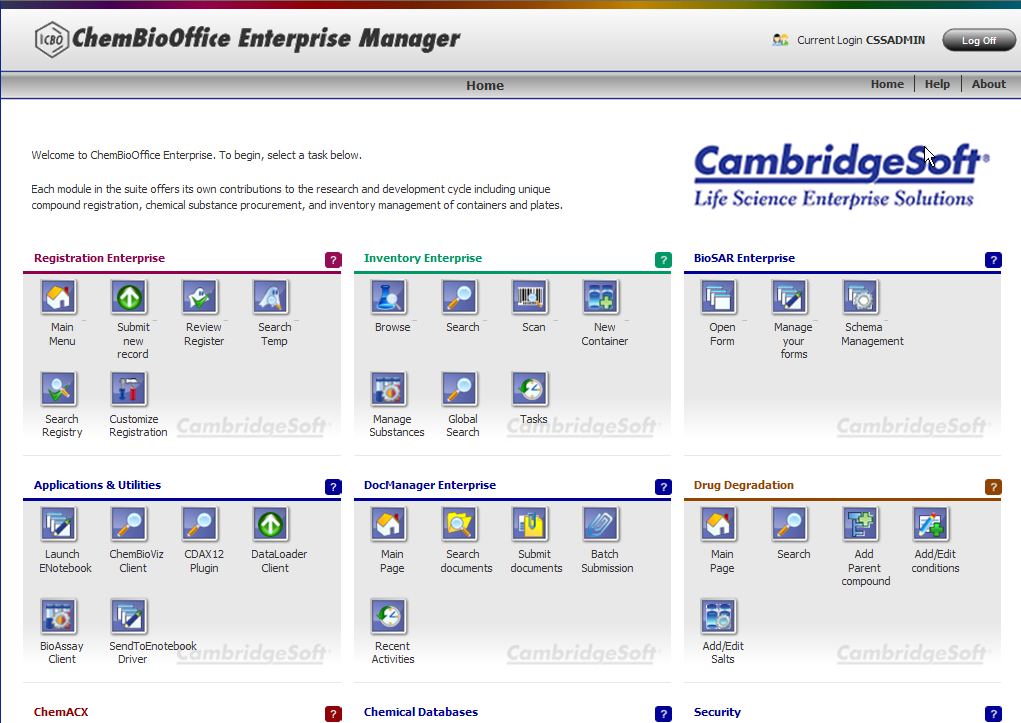 ICBO ChemBioOffice Enterprise Manager
Current Login CSSADMIN
Log Off
Home
Home Help About
Welcome to ChemBioOffice Enterprise. To begin, select a task below.
Each module in the suite offers its own contributions to the research and development cycle including unique
compound registration, chemical substance procurement, and inventory management of containers and plates.
CambridgeSoft®
Life Science Enterprise Solutions
Registration Enterprise ?
Main
Menu
Submit
new
record
Review
Register
Search
Temp
Search
Registry
Customize
Registration
CambridgeSoft
Inventory Enterprise ?
Browse
Search
Scan
New
Container
Manage
Substances
Global
Search
Tasks
CambridgeSoft
BioSAR Enterprise ?
Open
Form
Manage
your
forms
Schema
Management
CambridgeSoft
Applications & Utilities ?
Launch
ENotebook
ChemBioViz
Client
CDAX12
Plugin
DataLoader
Client
BioAssay
Client
SendToEnotebook
Driver
CambridgeSoft
DocManager Enterprise ?
Main
Page
Search
documents
Submit
documents
Batch
Submission
Recent
Activities
CambridgeSoft
Drug Degradation ?
Main
Page
Search
Add
Parent
compound
Add/Edit
conditions
Add/Edit
Salts
CambridgeSoft
ChemACX ?
Chemical Databases ?
Security ?